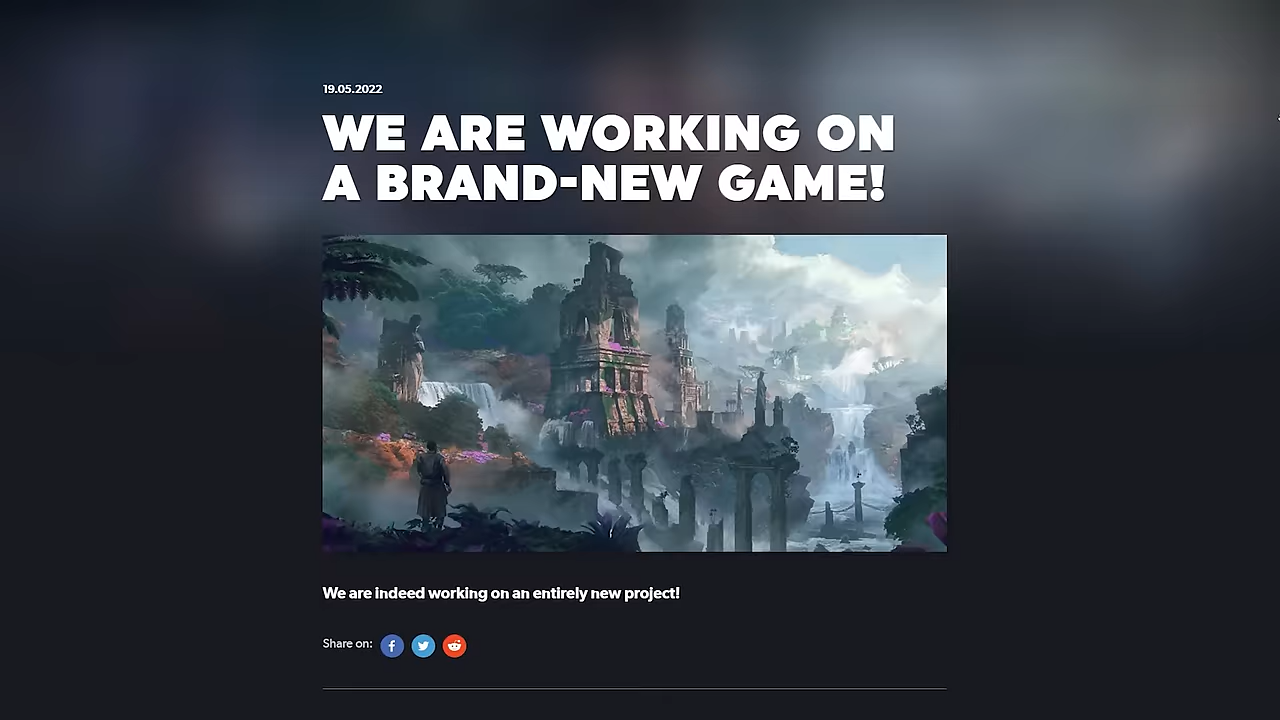 19.05.2022
WE ARE WORKING ON
A BRAND-NEW GAME!
We are indeed working on an entirely new project!
Share on: